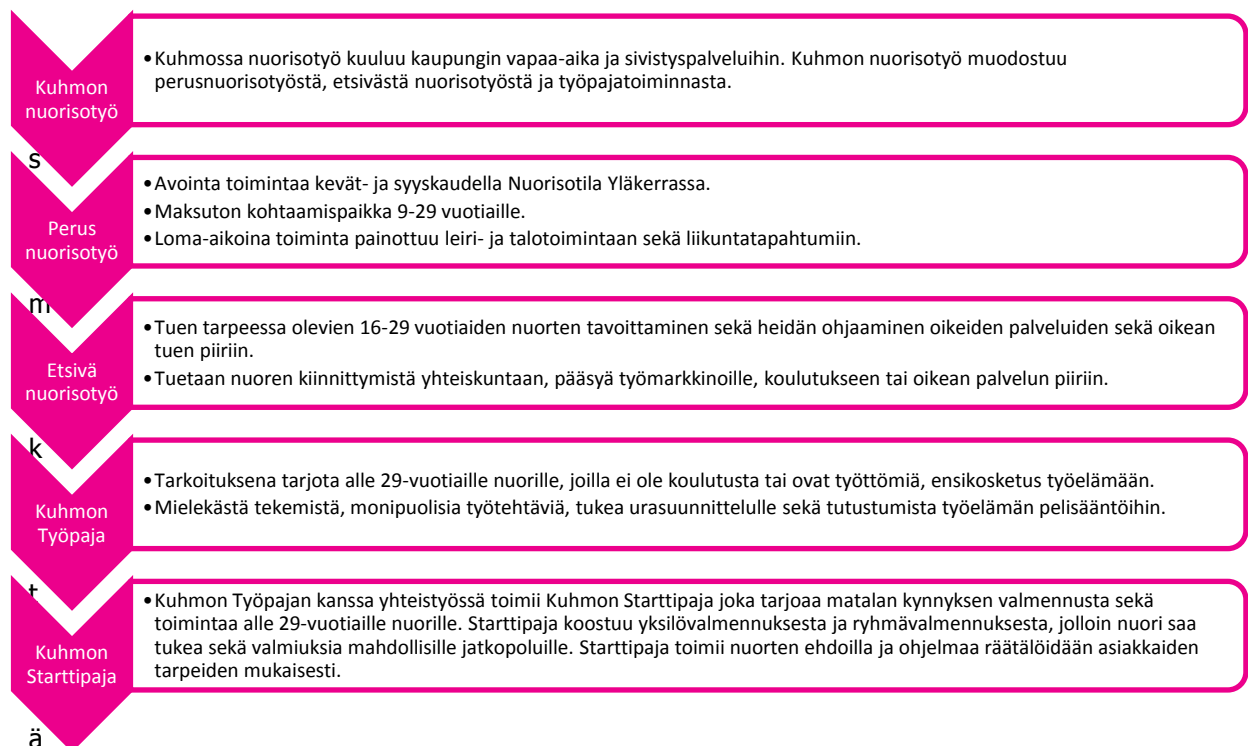 Kuhmon
nuorisotyö
•Kuhmossa nuorisotyö kuuluu kaupungin vapaa-aika ja sivistyspalveluihin. Kuhmon nuorisotyö muodostuu
perusnuorisotyöstä, etsivästä nuorisotyöstä ja työpajatoiminnasta.
s
Perus
nuorisotyö
•Avointa toimintaa kevät- ja syyskaudella Nuorisotila Yläkerrassa.
•Maksuton kohtaamispaikka 9-29 vuotiaille.
•Loma-aikoina toiminta painottuu leiri- ja talotoimintaan sekä liikuntatapahtumiin.
m
Etsivä
nuorisotyö
•Tuen tarpeessa olevien 16-29 vuotiaiden nuorten tavoittaminen sekä heidän ohjaaminen oikeiden palveluiden sekä oikean
tuen piiriin.
•Tuetaan nuoren kiinnittymistä yhteiskuntaan, pääsyä työmarkkinoille, koulutukseen tai oikean palvelun piiriin.
k
Kuhmon
Työpaja
•Tarkoituksena tarjota alle 29-vuotiaille nuorille, joilla ei ole koulutusta tai ovat työttömiä, ensikosketus työelämään.
•Mielekästä tekemistä, monipuolisia työtehtäviä, tukea urasuunnittelulle sekä tutustumista työelämän pelisääntöihin.
t
Kuhmon
Starttipaja
•Kuhmon Työpajan kanssa yhteistyössä toimii Kuhmon Starttipaja joka tarjoaa matalan kynnyksen valmennusta sekä
toimintaa alle 29-vuotiaille nuorille. Starttipaja koostuu yksilövalmennuksesta ja ryhmävalmennuksesta, jolloin nuori saa
tukea sekä valmiuksia mahdollisille jatkopoluille. Starttipaja toimii nuorten ehdoilla ja ohjelmaa räätälöidään asiakkaiden
tarpeiden mukaisesti.
ä